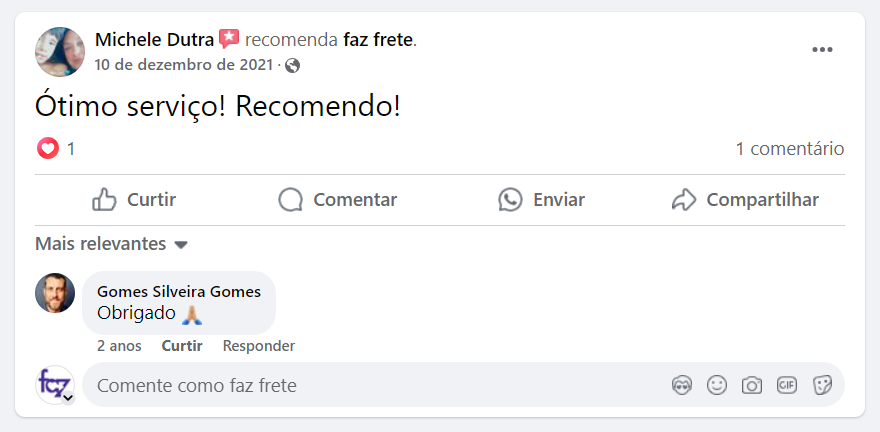 Michele Dutra recomenda faz frete.
10 de dezembro de 2021 ·
Ótimo serviço! Recomendo!
1 1 comentário
Curtir Comentar Enviar Compartilhar
Mais relevantes
Gomes Silveira Gomes
Obrigado 🙏🏼
2 anos Curtir Responder
faz
Comente como faz frete GIF